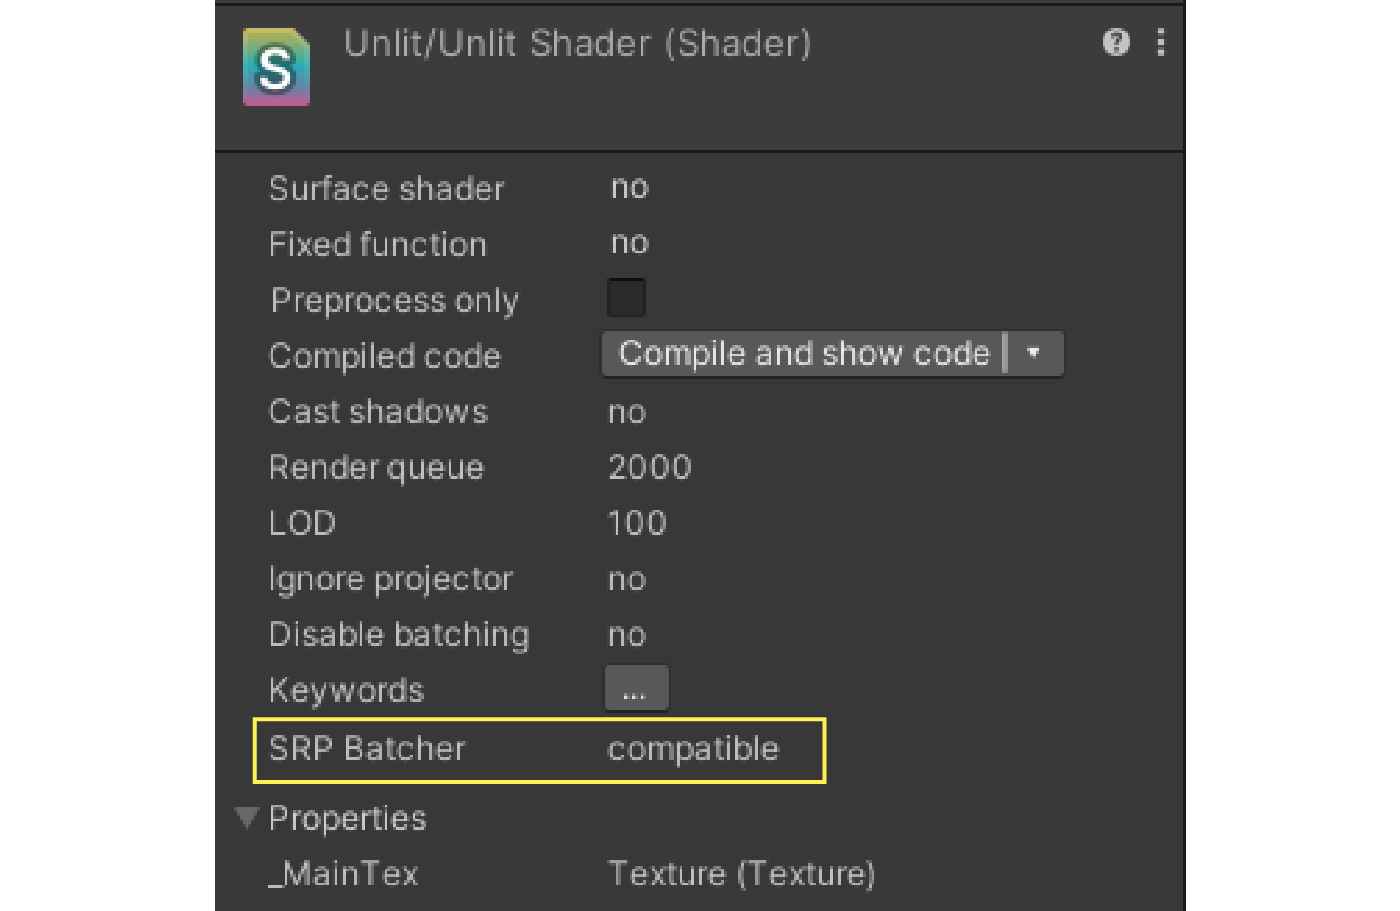 S
Unlit/Unlit Shader (Shader)
?
Surface shader no
Fixed function no
Preprocess only
Compiled code Compile and show code
Cast shadows no
Render queue 2000
LOD 100
Ignore projector no
Disable batching no
Keywords ...
SRP Batcher compatible
Properties
_MainTex Texture (Texture)